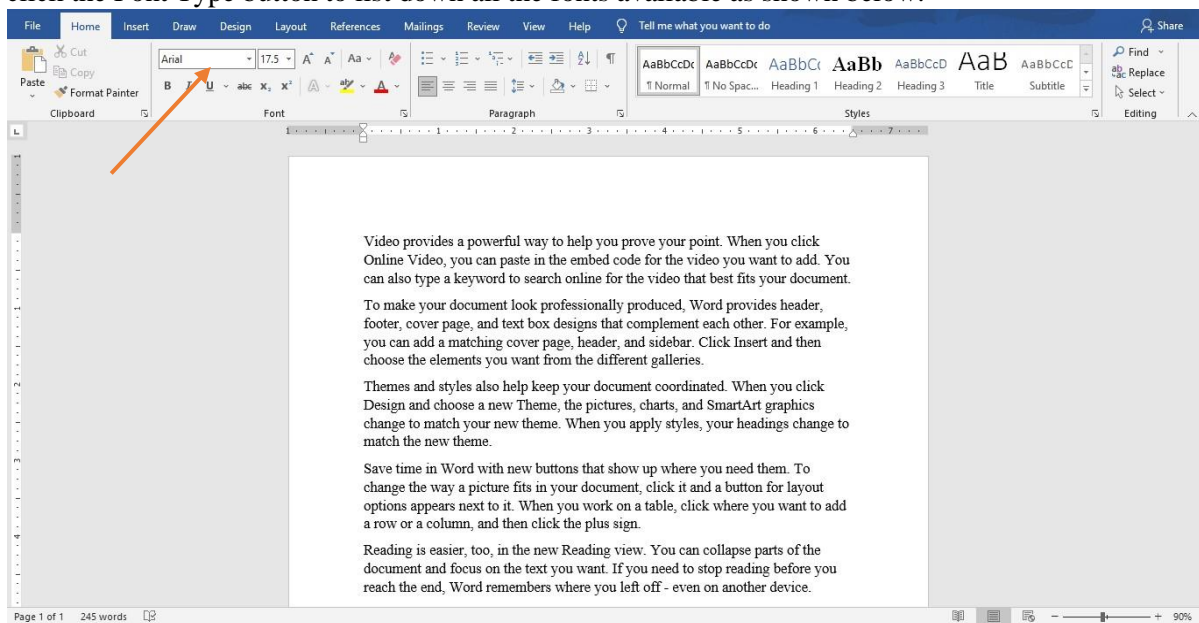 click the Font Type button to list down all the fonts available as shown below.
File Home Insert Draw Design Layout References Mailings Review View Help Tell me what you want to do Share
Cut
Copy
Format Painter
Paste
Clipboard
Arial 17.5
Aa
B I U abc x₂ x² A aby A
Font
Paragraph
AaBbCcDc AaBbCcDc AaBbCc AaBb AaBbCcD AaB AaBbCcD
¶ Normal ¶ No Spac... Heading 1 Heading 2 Heading 3 Title Subtitle
Styles
Find
Replace
Select
Editing
L
1 1 2 3 4 5 6 7
Video provides a powerful way to help you prove your point. When you click
Online Video, you can paste in the embed code for the video you want to add. You
can also type a keyword to search online for the video that best fits your document.
To make your document look professionally produced, Word provides header,
footer, cover page, and text box designs that complement each other. For example,
you can add a matching cover page, header, and sidebar. Click Insert and then
choose the elements you want from the different galleries.
Themes and styles also help keep your document coordinated. When you click
Design and choose a new Theme, the pictures, charts, and SmartArt graphics
change to match your new theme. When you apply styles, your headings change to
match the new theme.
Save time in Word with new buttons that show up where you need them. To
change the way a picture fits in your document, click it and a button for layout
options appears next to it. When you work on a table, click where you want to add
a row or a column, and then click the plus sign.
Reading is easier, too, in the new Reading view. You can collapse parts of the
document and focus on the text you want. If you need to stop reading before you
reach the end, Word remembers where you left off - even on another device.
Page 1 of 1 245 words 90%